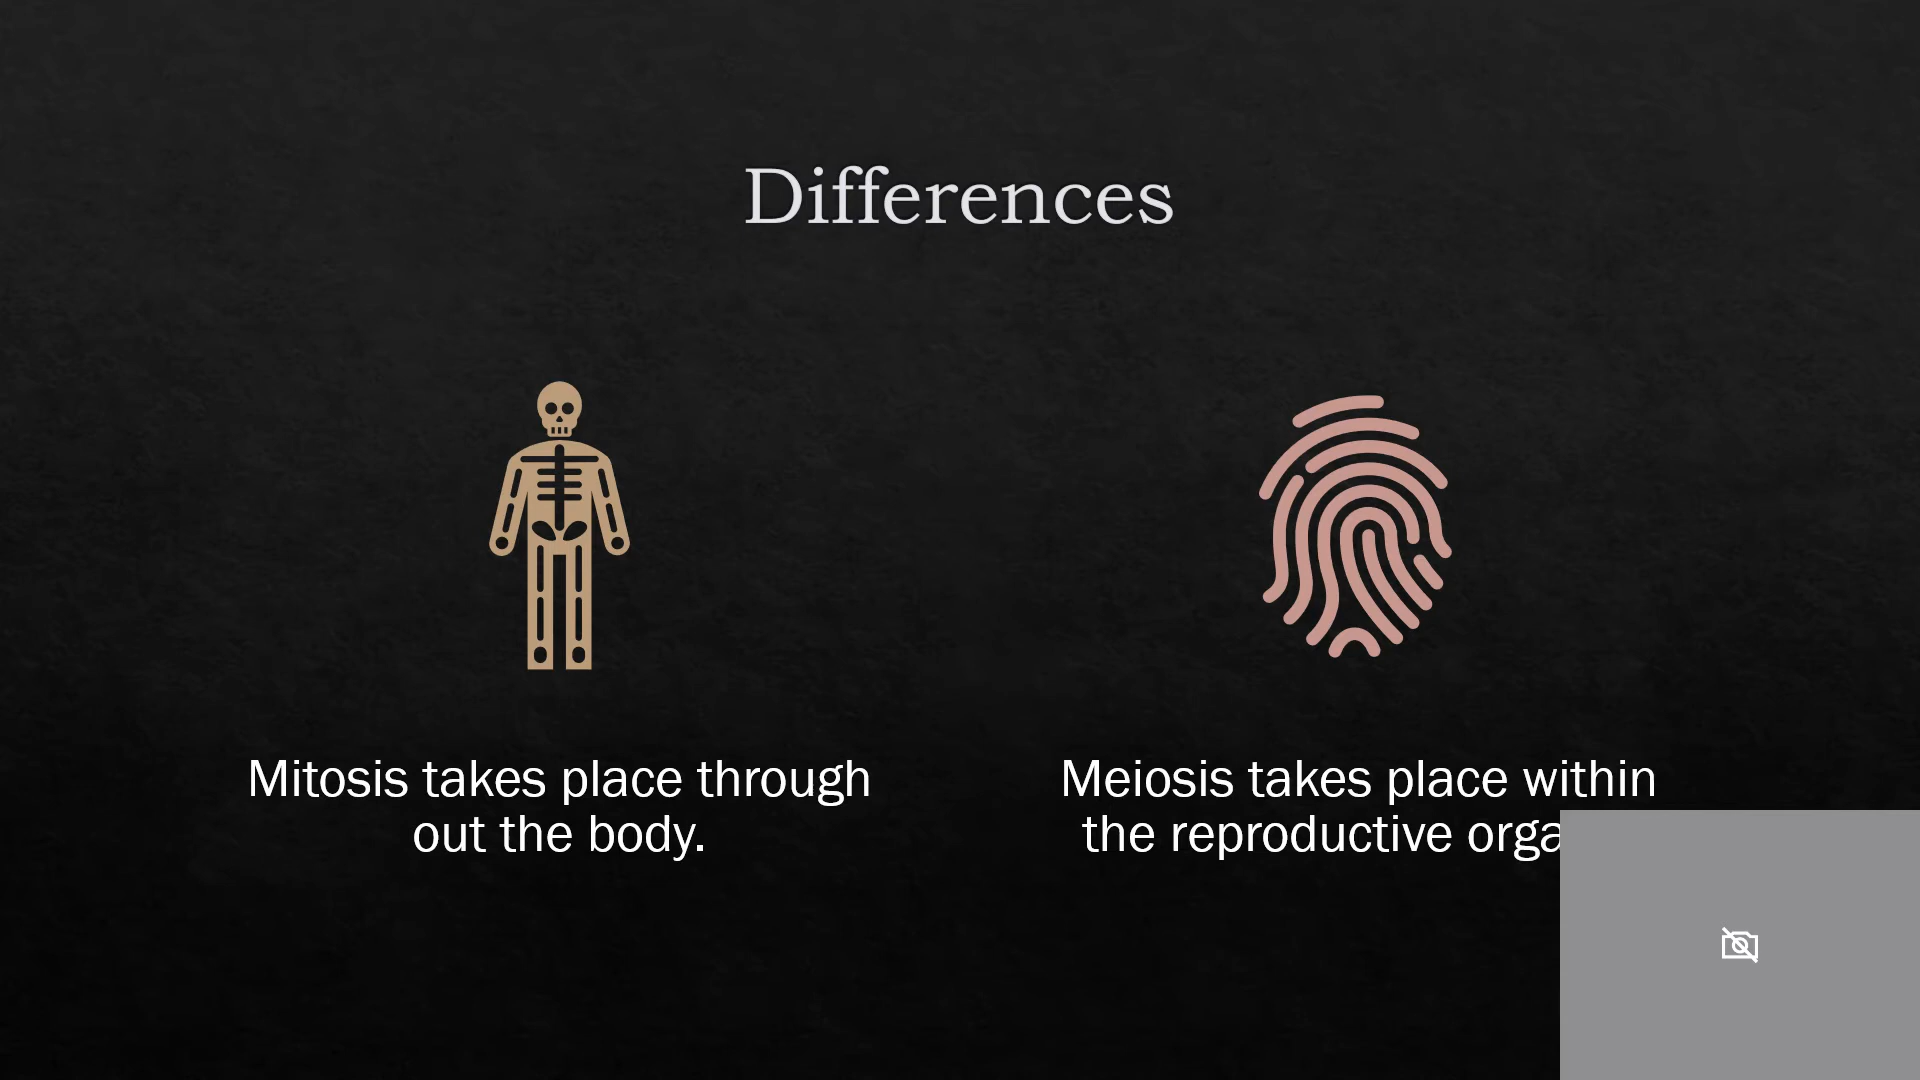 Differences
Mitosis takes place through
out the body.
Meiosis takes place within
the reproductive